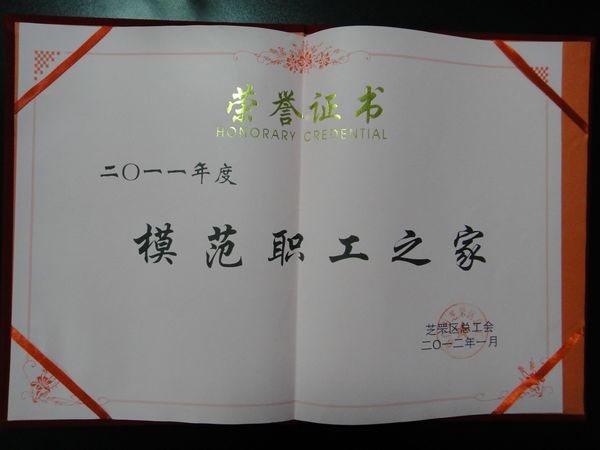 荣誉证书
HONORARY CREDENTIAL
二〇一一年度
模范职工之家
芝罘区总工会
二〇一二年一月